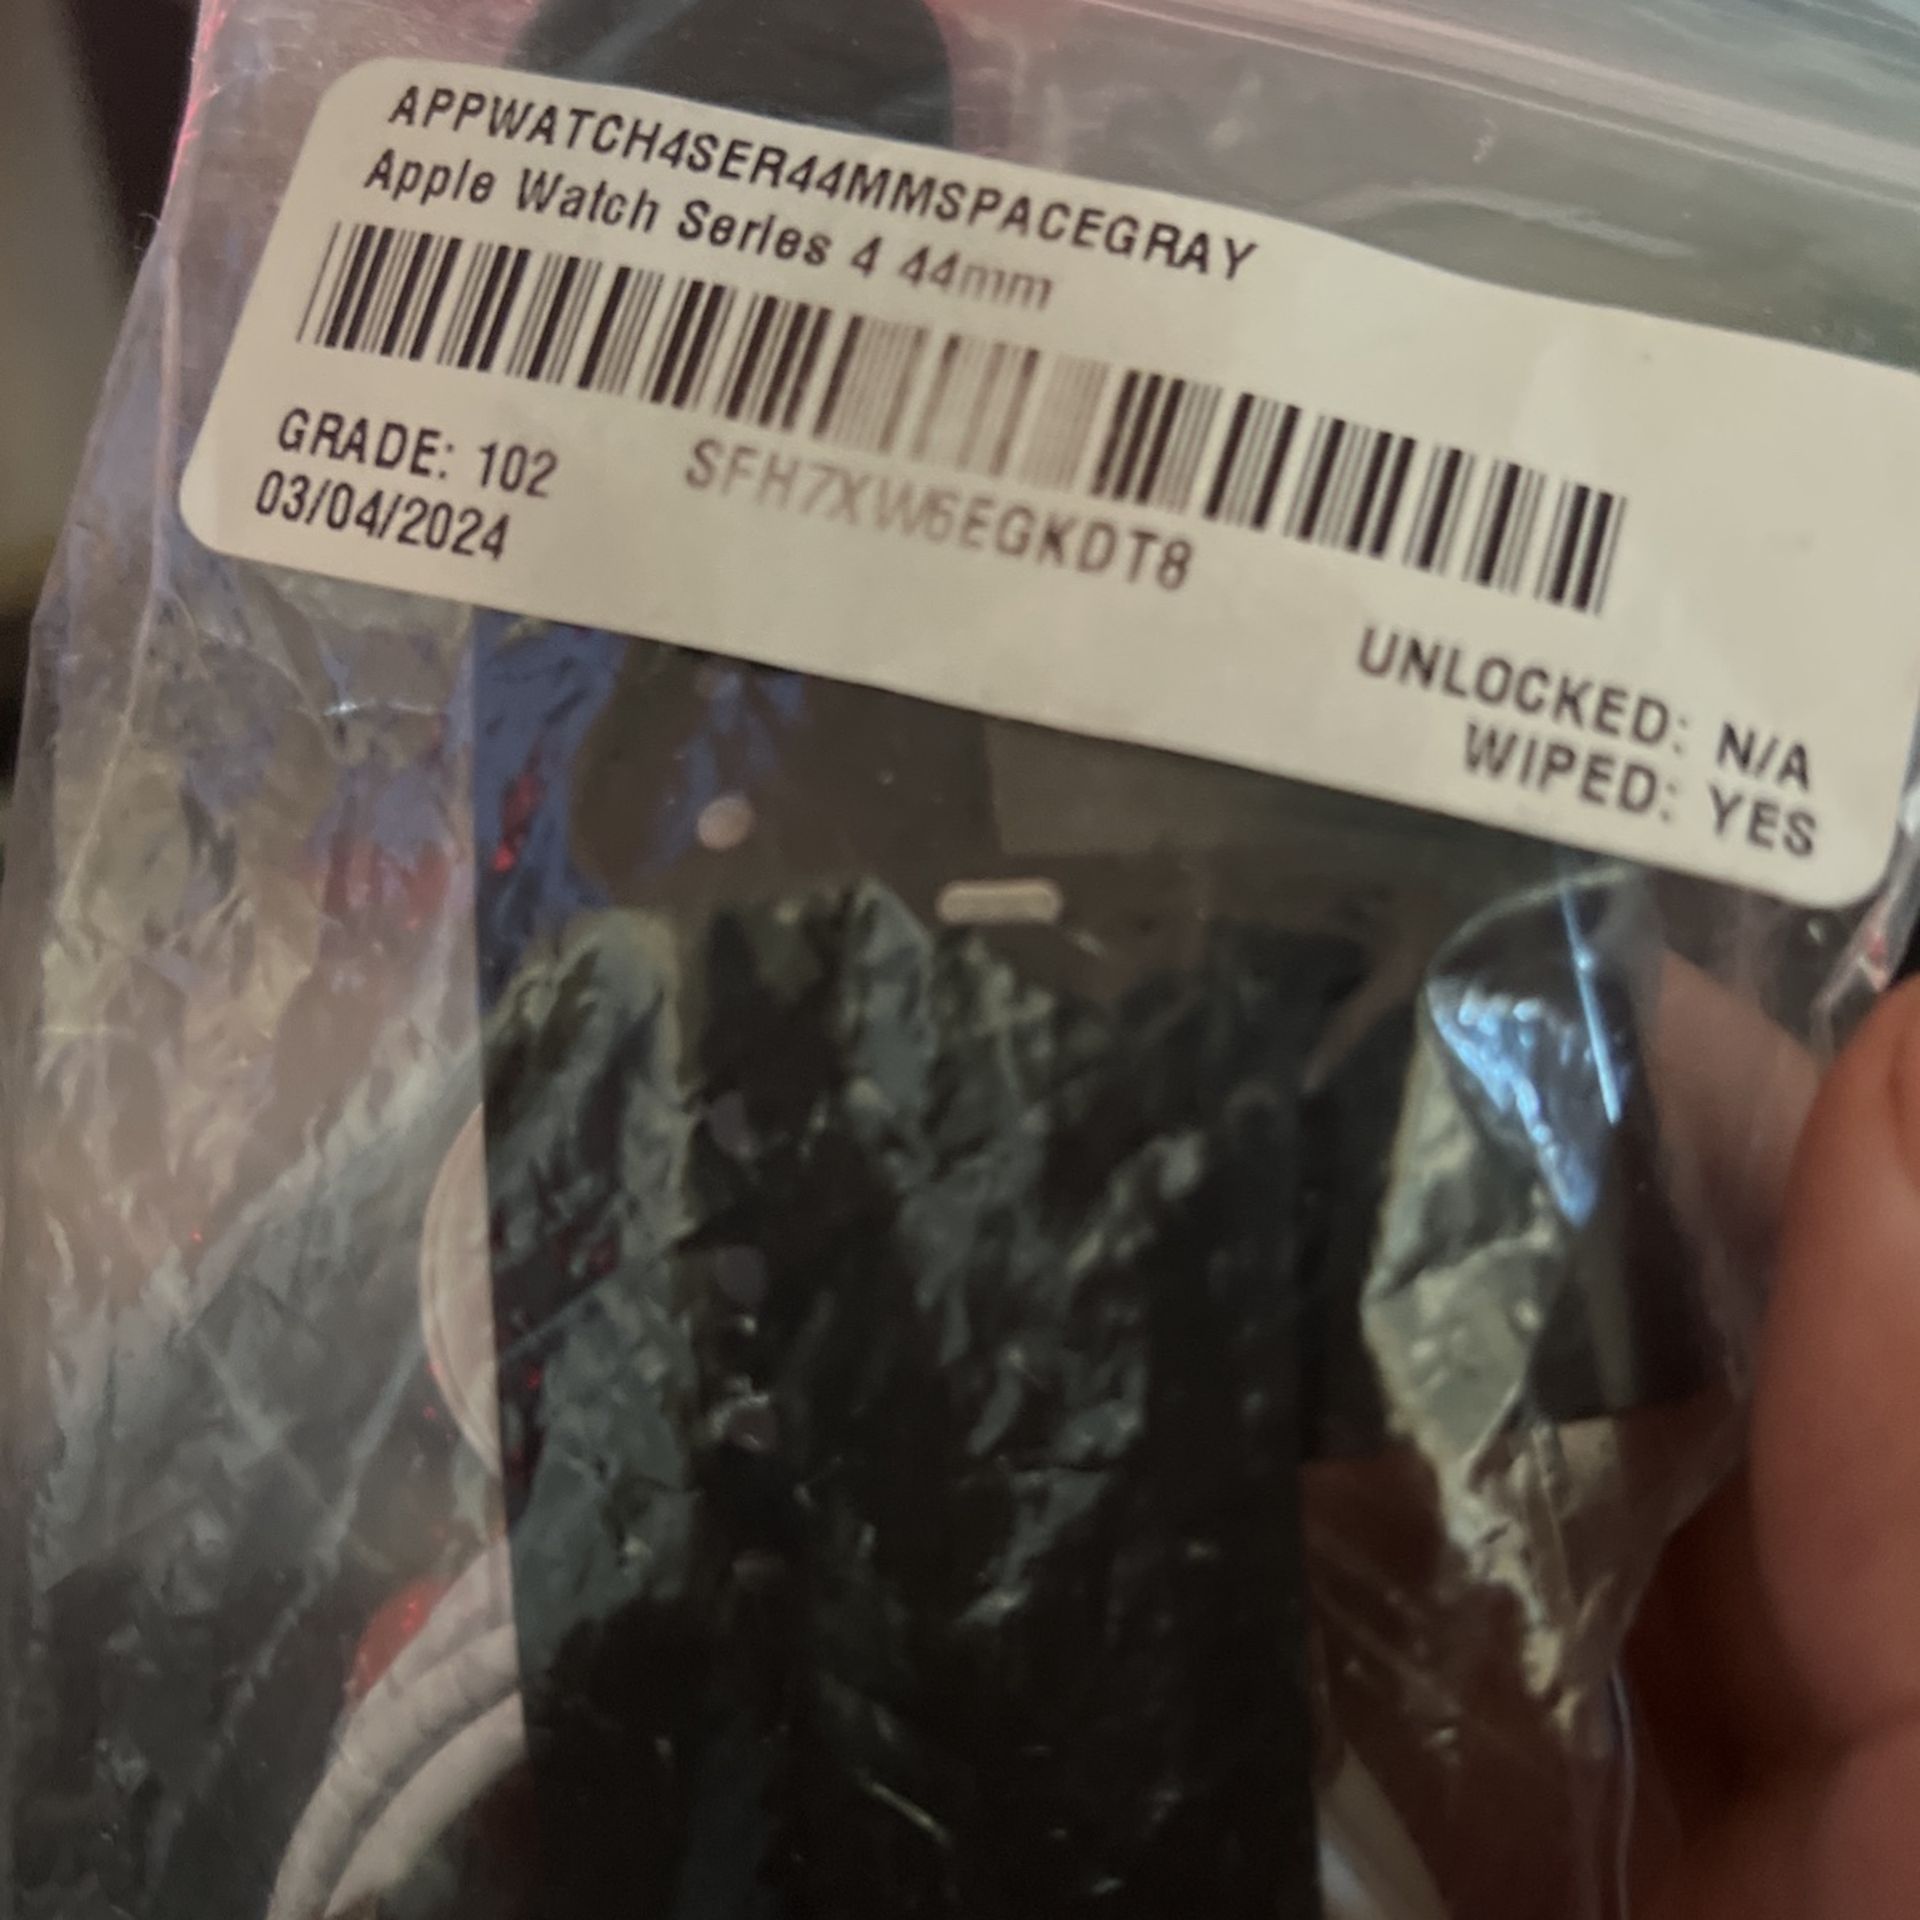 APPWATCH4SER44MMSPACEGRAY
Apple Watch Series 4 44mm
GRADE: 102
SFH7XW6EGKDT8
03/04/2024
UNLOCKED: N/A
WIPED: YES